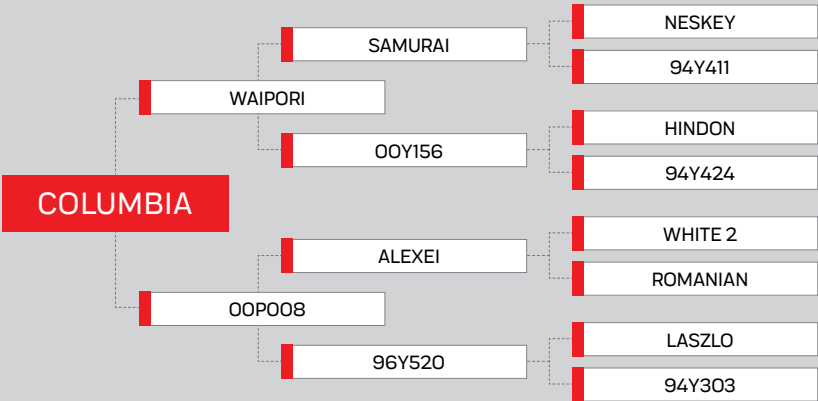 NESKEY
SAMURAI
94Y411
WAIPORI
HINDON
00Y156
94Y424
COLUMBIA
WHITE 2
ALEXEI
ROMANIAN
00P008
LASZLO
96Y520
94Y303